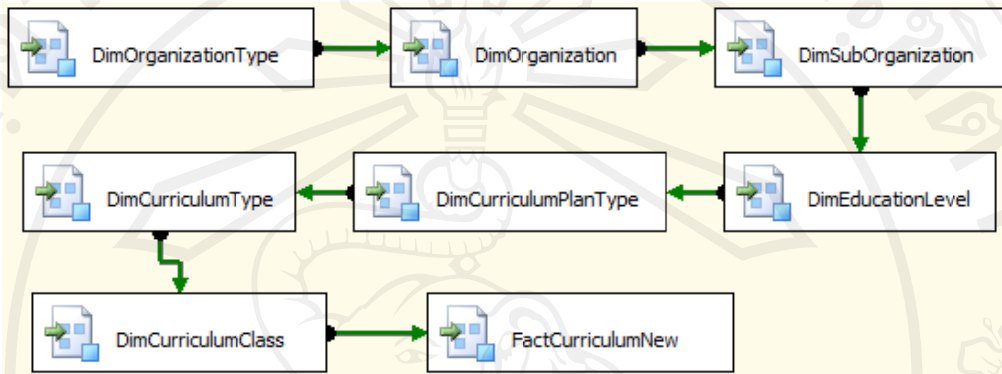 DimOrganizationType
DimOrganization
DimSubOrganization
DimCurriculumType
DimCurriculumPlanType
DimEducationLevel
DimCurriculumClass
FactCurriculumNew